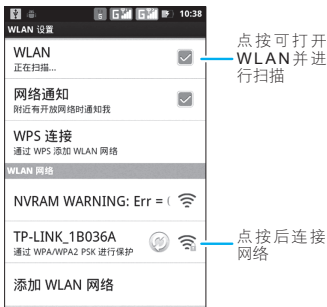 10:38
WLAN 设置
WLAN
正在扫描...
点按可打开
WLAN并进
行扫描
网络通知
附近有开放网络时通知我
WPS 连接
通过 WPS 添加 WLAN 网络
WLAN 网络
NVRAM WARNING: Err = (
TP-LINK_1B036A
通过 WPA/WPA2 PSK 进行保护
点按后连接
网络
添加 WLAN 网络